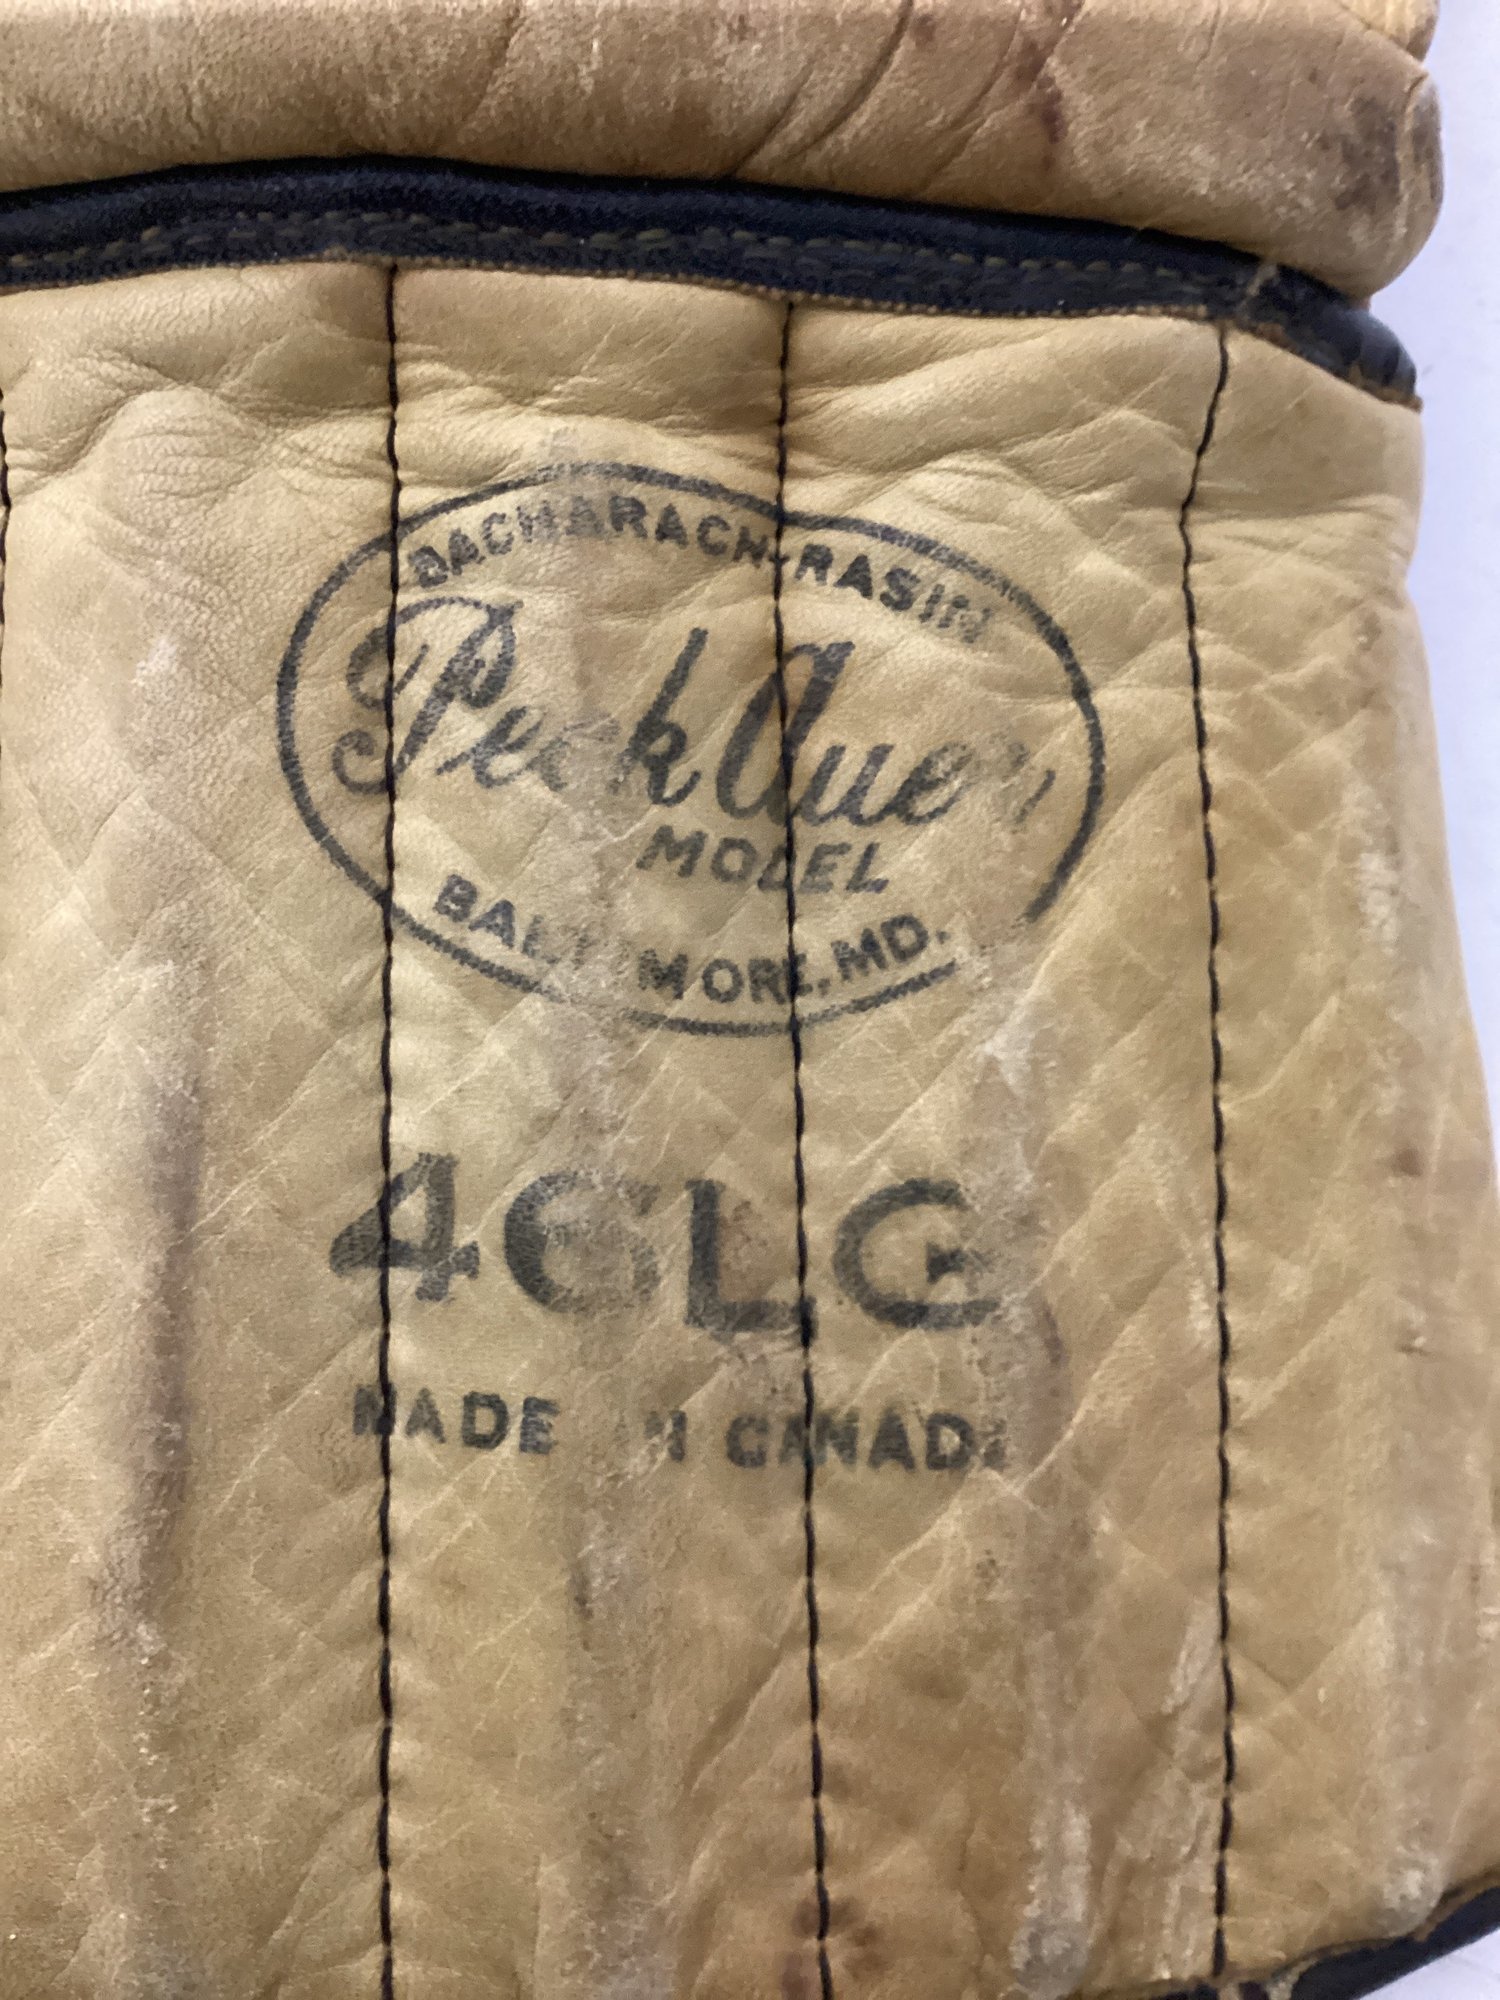 BACHARACH-RASIN
Peck Auer
MODEL
BALTIMORE, MD.
46LG
MADE IN CANADA